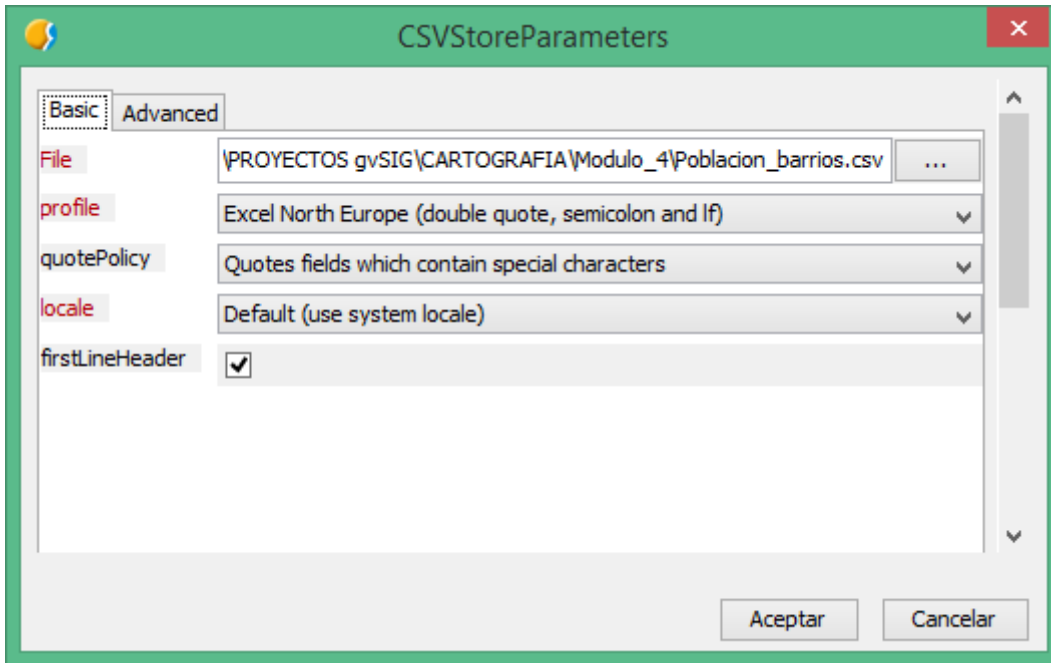 CSVStoreParameters
Basic Advanced
File \PROYECTOS gvSIG\CARTOGRAFIA\Modulo_4\Poblacion_barrios.csv ...
profile Excel North Europe (double quote, semicolon and lf)
quotePolicy Quotes fields which contain special characters
locale Default (use system locale)
firstLineHeader
Aceptar Cancelar